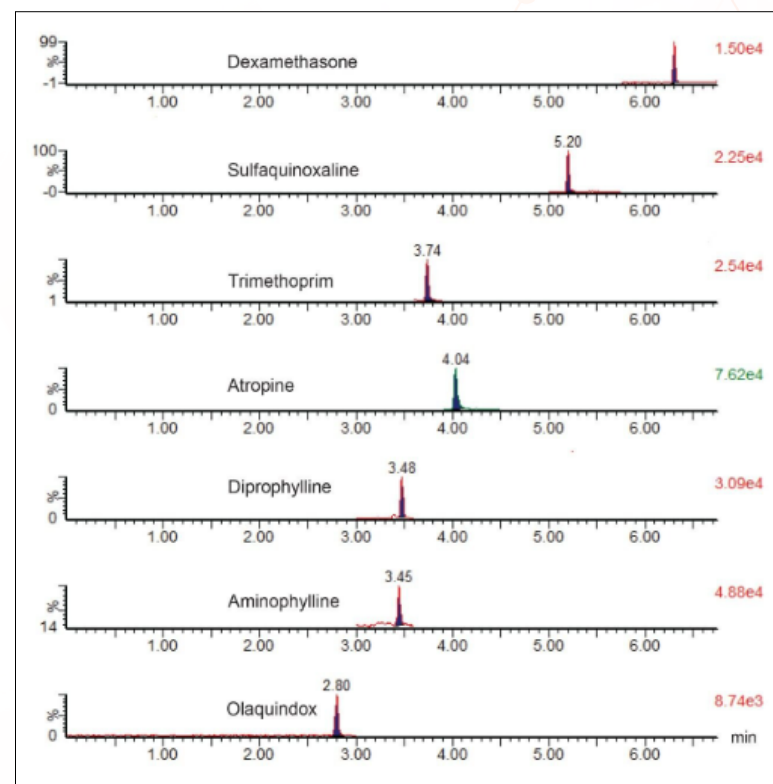 99
%
-1
Dexamethasone
1.50e4
1.00 2.00 3.00 4.00 5.00 6.00
5.20
100
%
-0
Sulfaquinoxaline
2.25e4
1.00 2.00 3.00 4.00 5.00 6.00
3.74
%
1
Trimethoprim
2.54e4
1.00 2.00 3.00 4.00 5.00 6.00
4.04
%
0
Atropine
7.62e4
1.00 2.00 3.00 4.00 5.00 6.00
3.48
%
0
Diprophylline
3.09e4
1.00 2.00 3.00 4.00 5.00 6.00
3.45
%
14
Aminophylline
4.88e4
1.00 2.00 3.00 4.00 5.00 6.00
2.80
%
0
Olaquindox
8.74e3
min
1.00 2.00 3.00 4.00 5.00 6.00